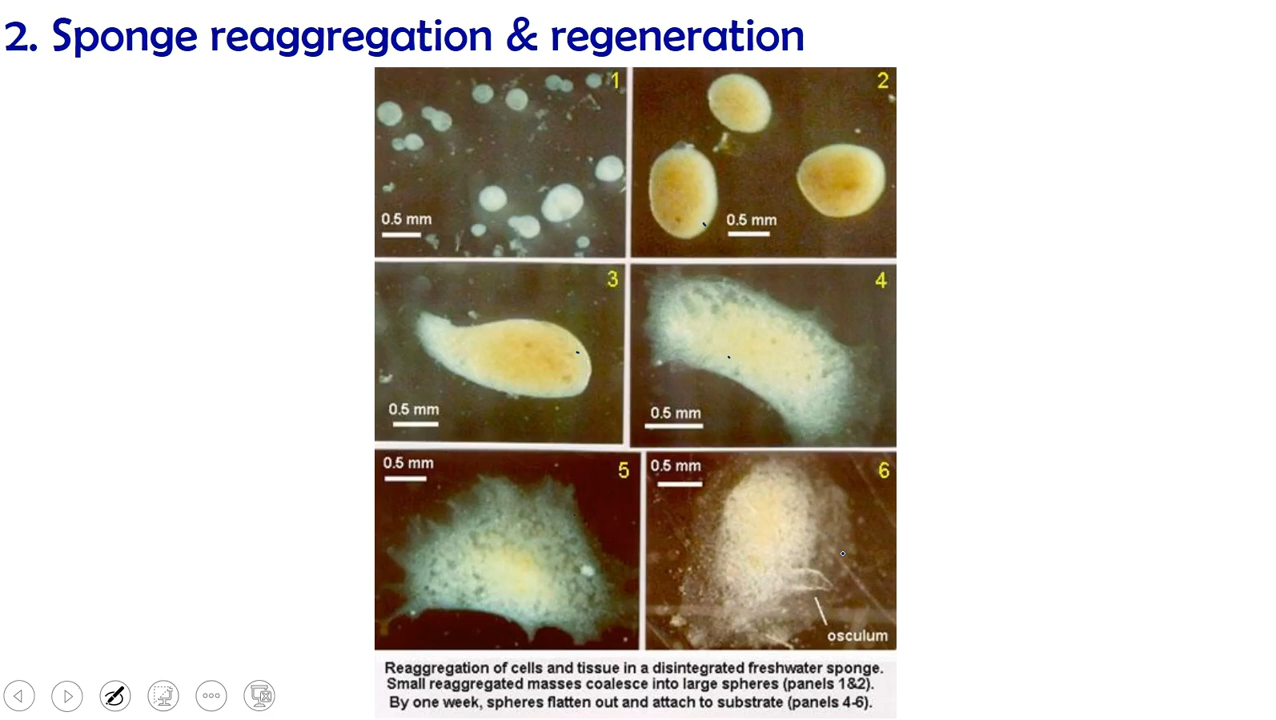 2. Sponge reaggregation & regeneration
1
2
0.5 mm
0.5 mm
3
4
0.5 mm
0.5 mm
0.5 mm
5
0.5 mm
6
osculum
Reaggregation of cells and tissue in a disintegrated freshwater sponge.
Small reaggregated masses coalesce into large spheres (panels 1&2).
By one week, spheres flatten out and attach to substrate (panels 4-6).